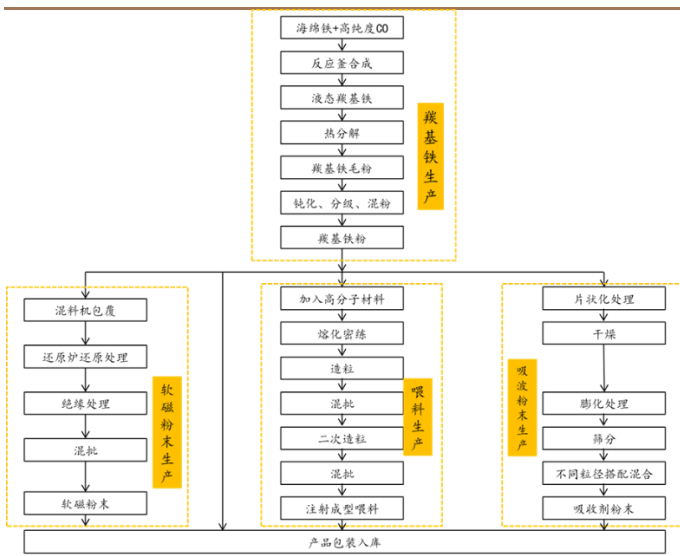 海绵铁+高纯度CO
反应釜合成
液态羰基铁
热分解
羰基铁毛粉
钝化、分级、混粉
羰基铁粉
羰基铁生产
混料机包覆
还原炉还原处理
绝缘处理
混批
软磁粉末
软磁粉末生产
加入高分子材料
熔化密练
造粒
混批
二次造粒
混批
注射成型喂料
喂料生产
片状化处理
干燥
膨化处理
筛分
不同粒径搭配混合
吸收剂粉末
吸波粉末生产
产品包装入库